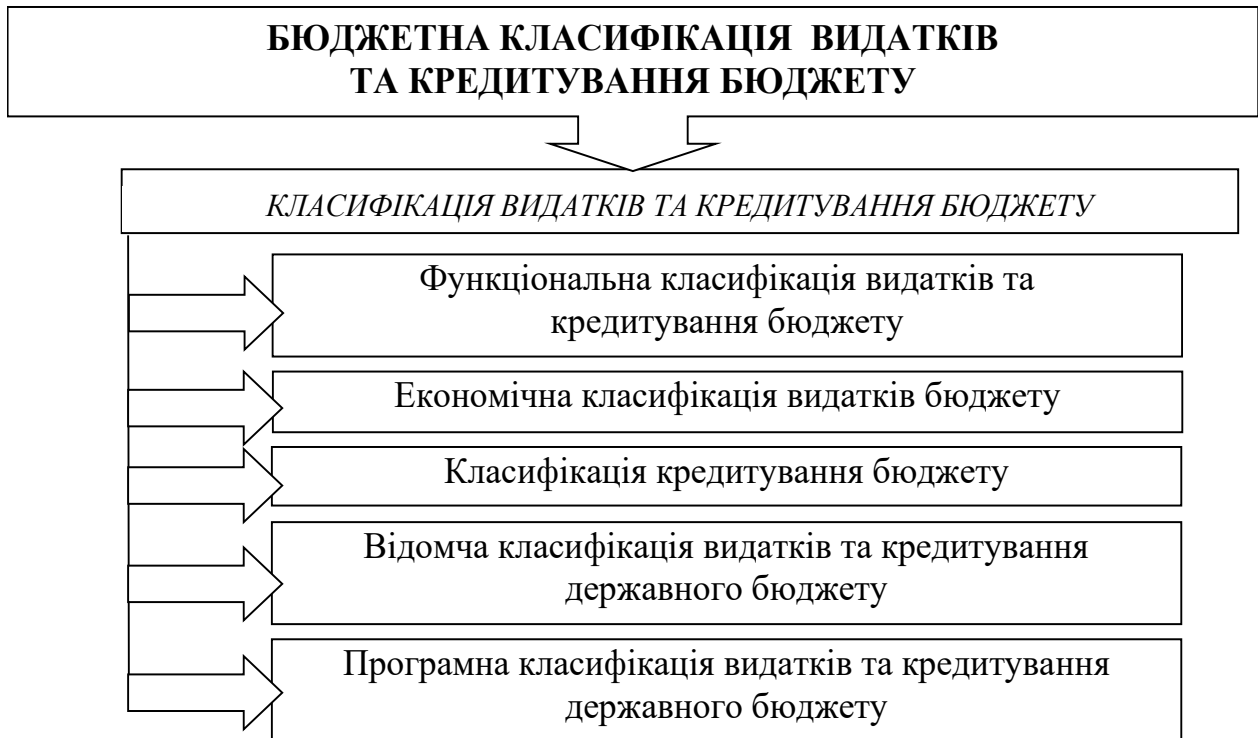 БЮДЖЕТНА КЛАСИФІКАЦІЯ ВИДАТКІВ
ТА КРЕДИТУВАННЯ БЮДЖЕТУ
КЛАСИФІКАЦІЯ ВИДАТКІВ ТА КРЕДИТУВАННЯ БЮДЖЕТУ
Функціональна класифікація видатків та
кредитування бюджету
Економічна класифікація видатків бюджету
Класифікація кредитування бюджету
Відомча класифікація видатків та кредитування
державного бюджету
Програмна класифікація видатків та кредитування
державного бюджету